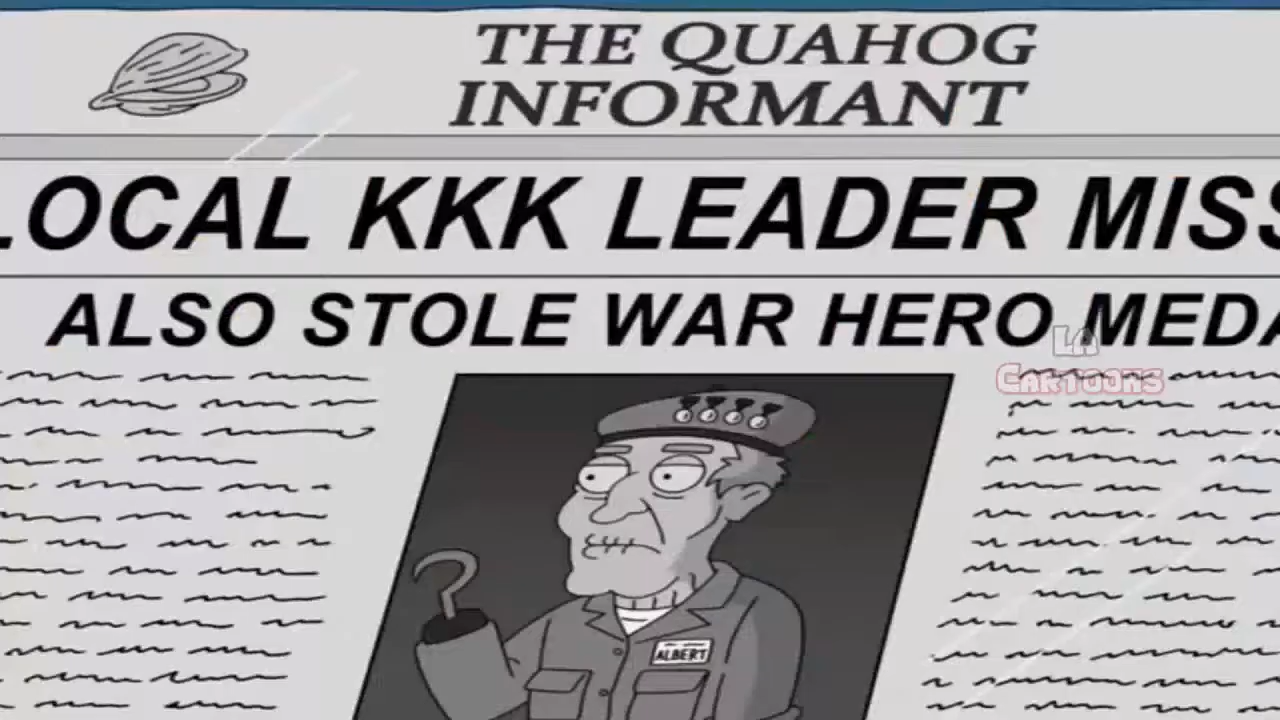 THE QUAHOG
INFORMANT
LOCAL KKK LEADER MISS
ALSO STOLE WAR HERO MEDA
LA
CARTOONS
ALBERT